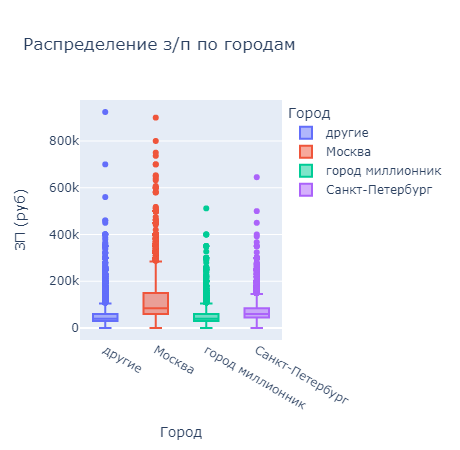 Распределение з/п по городам
Город
другие
Москва
город миллионник
Санкт-Петербург
ЗП (руб)
800k
600k
400k
200k
0
другие
Москва
город миллионник
Санкт-Петербург
Город